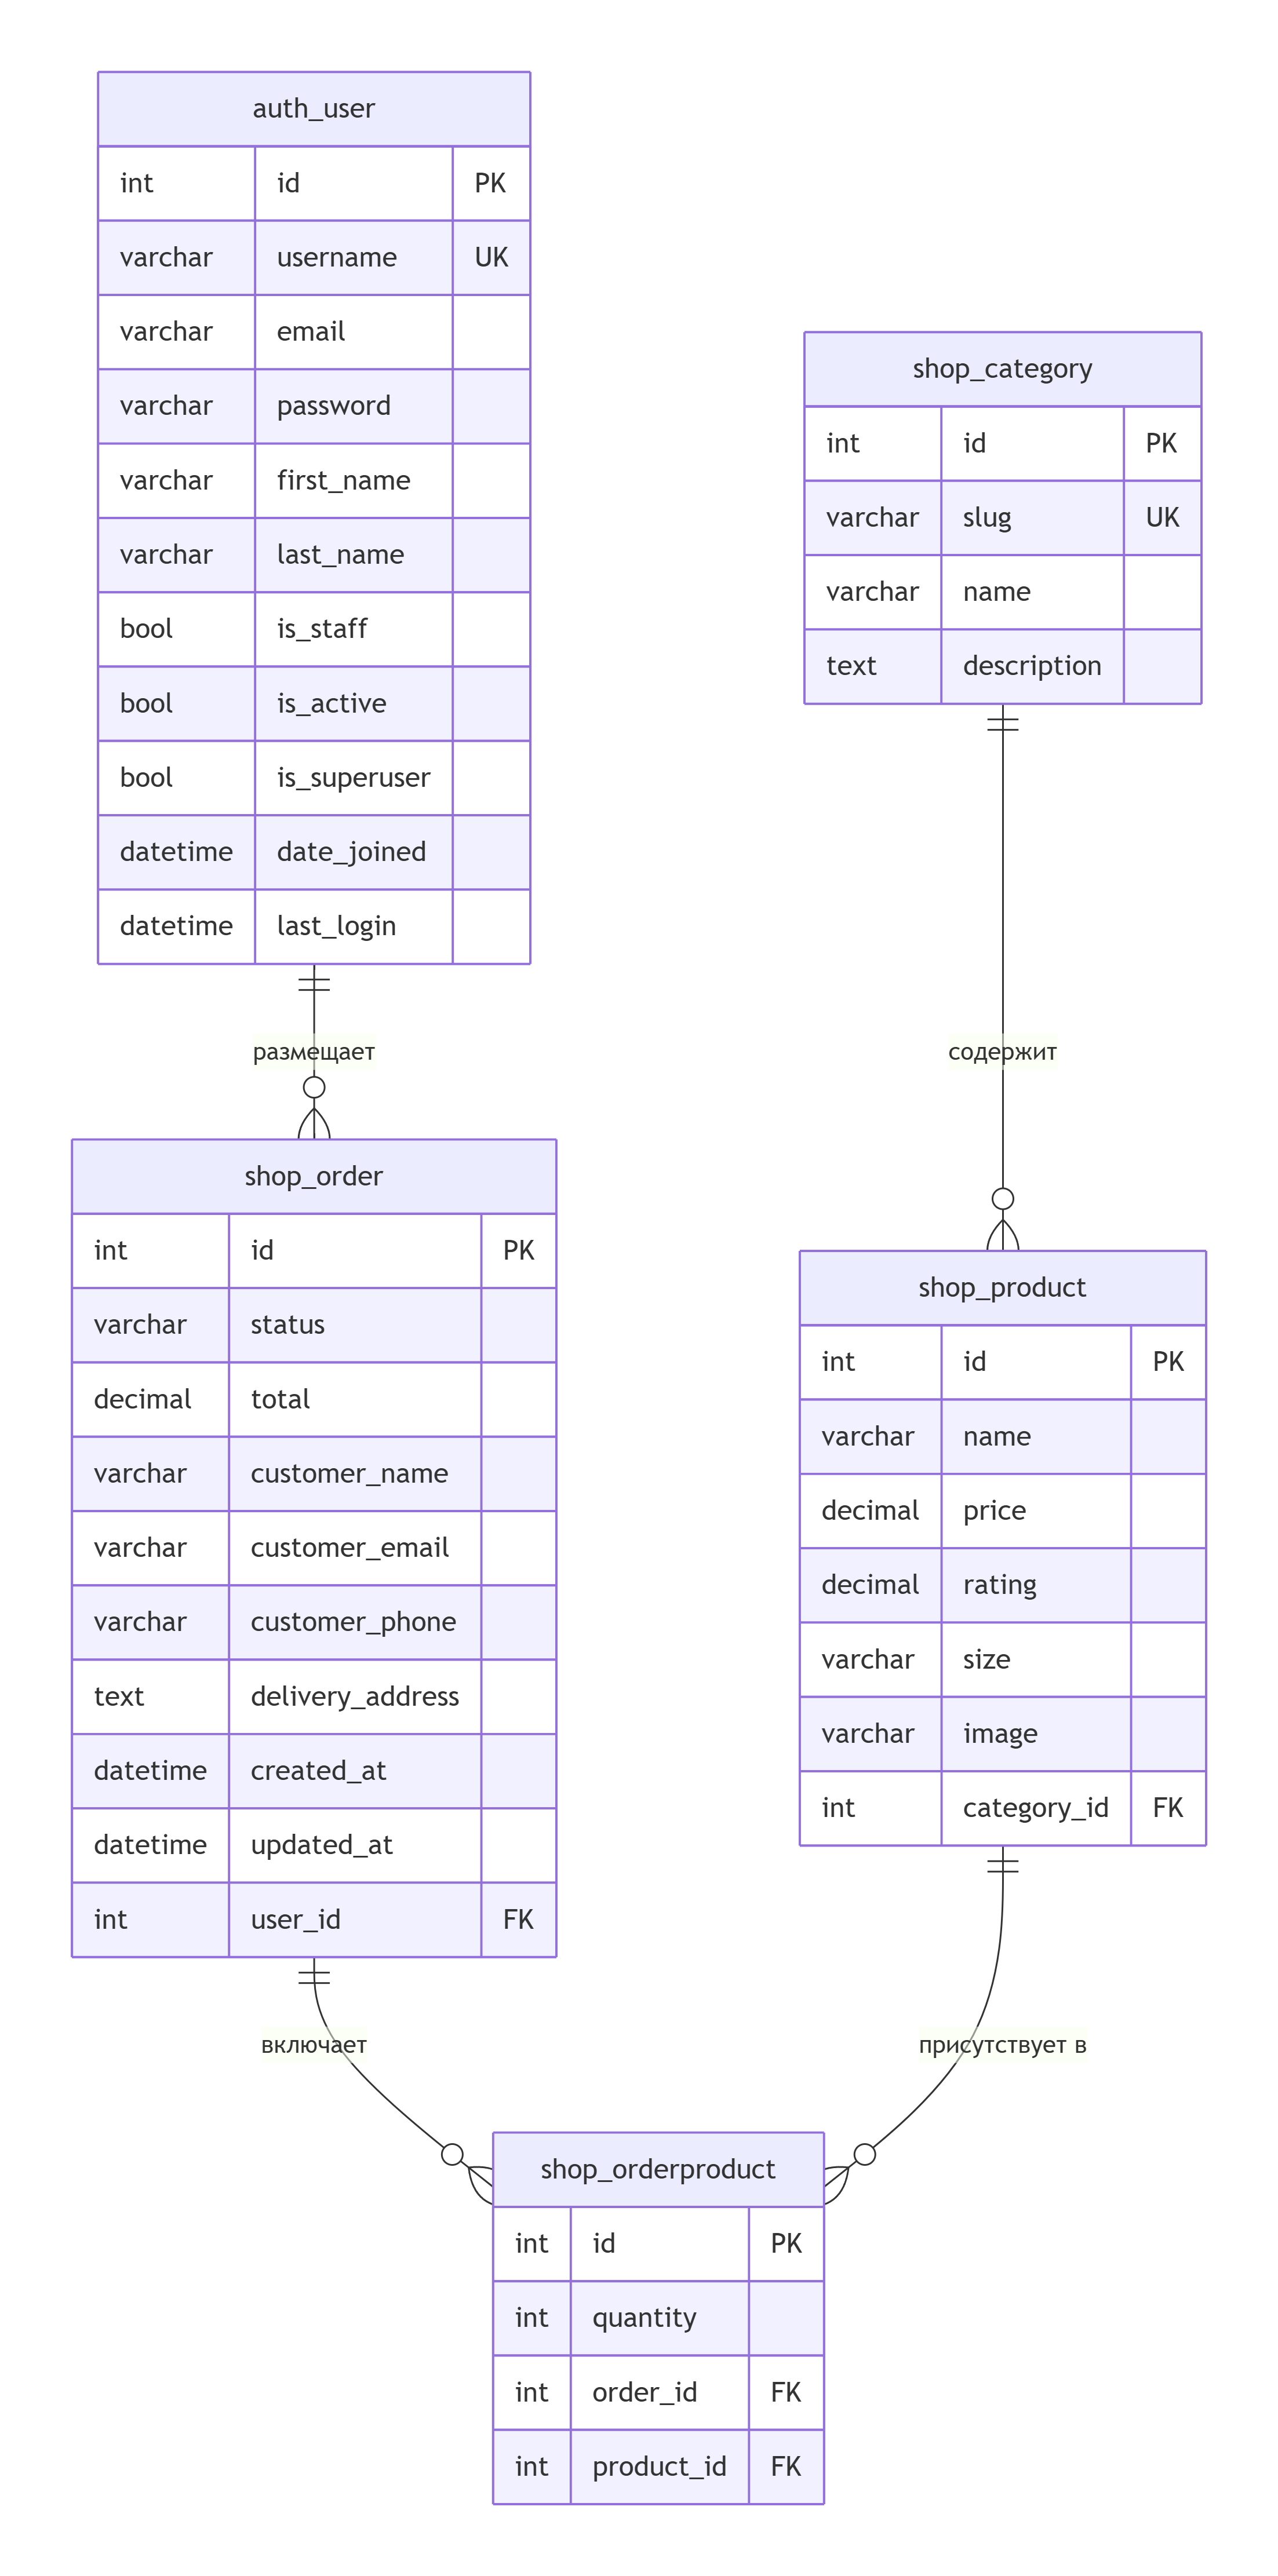 auth_user
int id PK
varchar username UK
varchar email
varchar password
varchar first_name
varchar last_name
bool is_staff
bool is_active
bool is_superuser
datetime date_joined
datetime last_login
shop_category
int id PK
varchar slug UK
varchar name
text description
размещает
содержит
shop_order
int id PK
varchar status
decimal total
varchar customer_name
varchar customer_email
varchar customer_phone
text delivery_address
datetime created_at
datetime updated_at
int user_id FK
shop_product
int id PK
varchar name
decimal price
decimal rating
varchar size
varchar image
int category_id FK
включает
присутствует в
shop_orderproduct
int id PK
int quantity
int order_id FK
int product_id FK